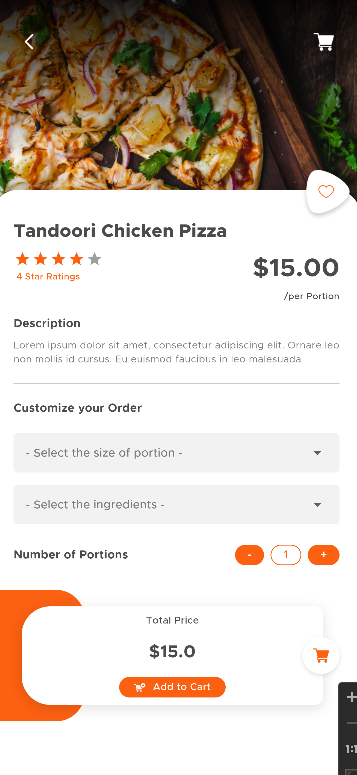 Tandoori Chicken Pizza
4 Star Ratings
$15.00
/per Portion
Description
Lorem ipsum dolor sit amet, consectetur adipiscing elit. Ornare leo
non mollis id cursus. Eu euismod faucibus in leo malesuada
Customize your Order
- Select the size of portion -
- Select the ingredients -
Number of Portions
- 1 +
Total Price
$15.0
Add to Cart